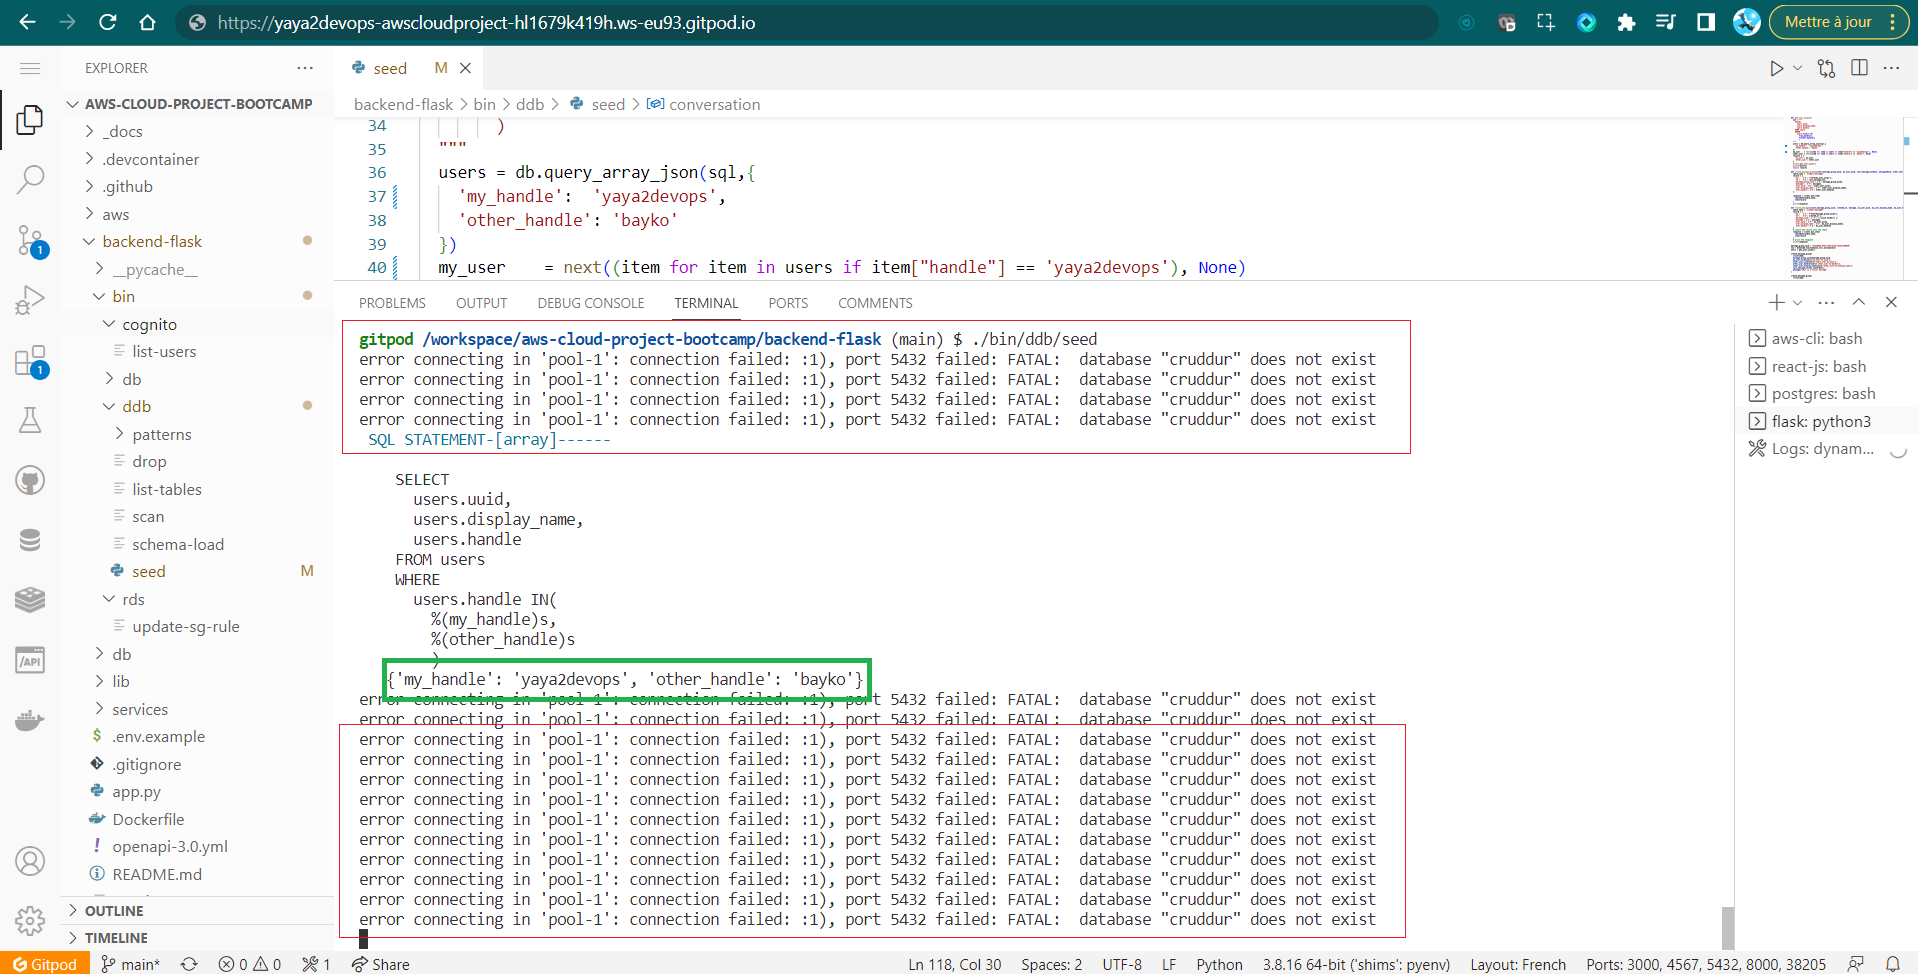 https://yaya2devops-awscloudproject-hl1679k419h.ws-eu93.gitpod.io
Mettre à jour
EXPLORER
AWS-CLOUD-PROJECT-BOOTCAMP
_docs
.devcontainer
.github
aws
backend-flask
__pycache__
bin
cognito
list-users
db
ddb
patterns
drop
list-tables
scan
schema-load
seed M
rds
update-sg-rule
db
lib
services
$ .env.example
.gitignore
app.py
Dockerfile
! openapi-3.0.yml
README.md
OUTLINE
TIMELINE
1
1
seed M
backend-flask > bin > ddb > seed > conversation
34 )
35 """
36 users = db.query_array_json(sql,{
37 'my_handle': 'yaya2devops',
38 'other_handle': 'bayko'
39 })
40 my_user = next((item for item in users if item["handle"] == 'yaya2devops'), None)
PROBLEMS OUTPUT DEBUG CONSOLE TERMINAL PORTS COMMENTS
gitpod /workspace/aws-cloud-project-bootcamp/backend-flask (main) $ ./bin/ddb/seed
error connecting in 'pool-1': connection failed: :1), port 5432 failed: FATAL:  database "cruddur" does not exist
error connecting in 'pool-1': connection failed: :1), port 5432 failed: FATAL:  database "cruddur" does not exist
error connecting in 'pool-1': connection failed: :1), port 5432 failed: FATAL:  database "cruddur" does not exist
error connecting in 'pool-1': connection failed: :1), port 5432 failed: FATAL:  database "cruddur" does not exist
SQL STATEMENT-[array]------
SELECT
users.uuid,
users.display_name,
users.handle
FROM users
WHERE
users.handle IN(
%(my_handle)s,
%(other_handle)s
)
{'my_handle': 'yaya2devops', 'other_handle': 'bayko'}
error connecting in 'pool-1': connection failed: :1), port 5432 failed: FATAL:  database "cruddur" does not exist
error connecting in 'pool-1': connection failed: :1), port 5432 failed: FATAL:  database "cruddur" does not exist
error connecting in 'pool-1': connection failed: :1), port 5432 failed: FATAL:  database "cruddur" does not exist
error connecting in 'pool-1': connection failed: :1), port 5432 failed: FATAL:  database "cruddur" does not exist
error connecting in 'pool-1': connection failed: :1), port 5432 failed: FATAL:  database "cruddur" does not exist
error connecting in 'pool-1': connection failed: :1), port 5432 failed: FATAL:  database "cruddur" does not exist
error connecting in 'pool-1': connection failed: :1), port 5432 failed: FATAL:  database "cruddur" does not exist
error connecting in 'pool-1': connection failed: :1), port 5432 failed: FATAL:  database "cruddur" does not exist
error connecting in 'pool-1': connection failed: :1), port 5432 failed: FATAL:  database "cruddur" does not exist
error connecting in 'pool-1': connection failed: :1), port 5432 failed: FATAL:  database "cruddur" does not exist
error connecting in 'pool-1': connection failed: :1), port 5432 failed: FATAL:  database "cruddur" does not exist
error connecting in 'pool-1': connection failed: :1), port 5432 failed: FATAL:  database "cruddur" does not exist
aws-cli: bash
react-js: bash
postgres: bash
flask: python3
Logs: dynam...
Gitpod main* 0 0 1 Share Ln 118, Col 30 Spaces: 2 UTF-8 LF Python 3.8.16 64-bit ('shims': pyenv) Layout: French Ports: 3000, 4567, 5432, 8000, 38205